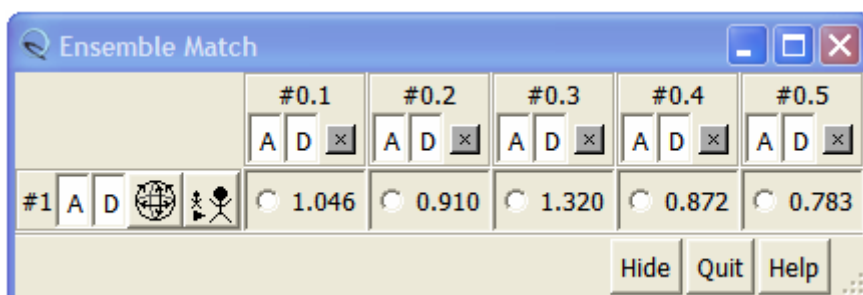 Ensemble Match
#0.1 #0.2 #0.3 #0.4 #0.5
A D A D A D A D A D
#1 A D 1.046 0.910 1.320 0.872 0.783
Hide Quit Help